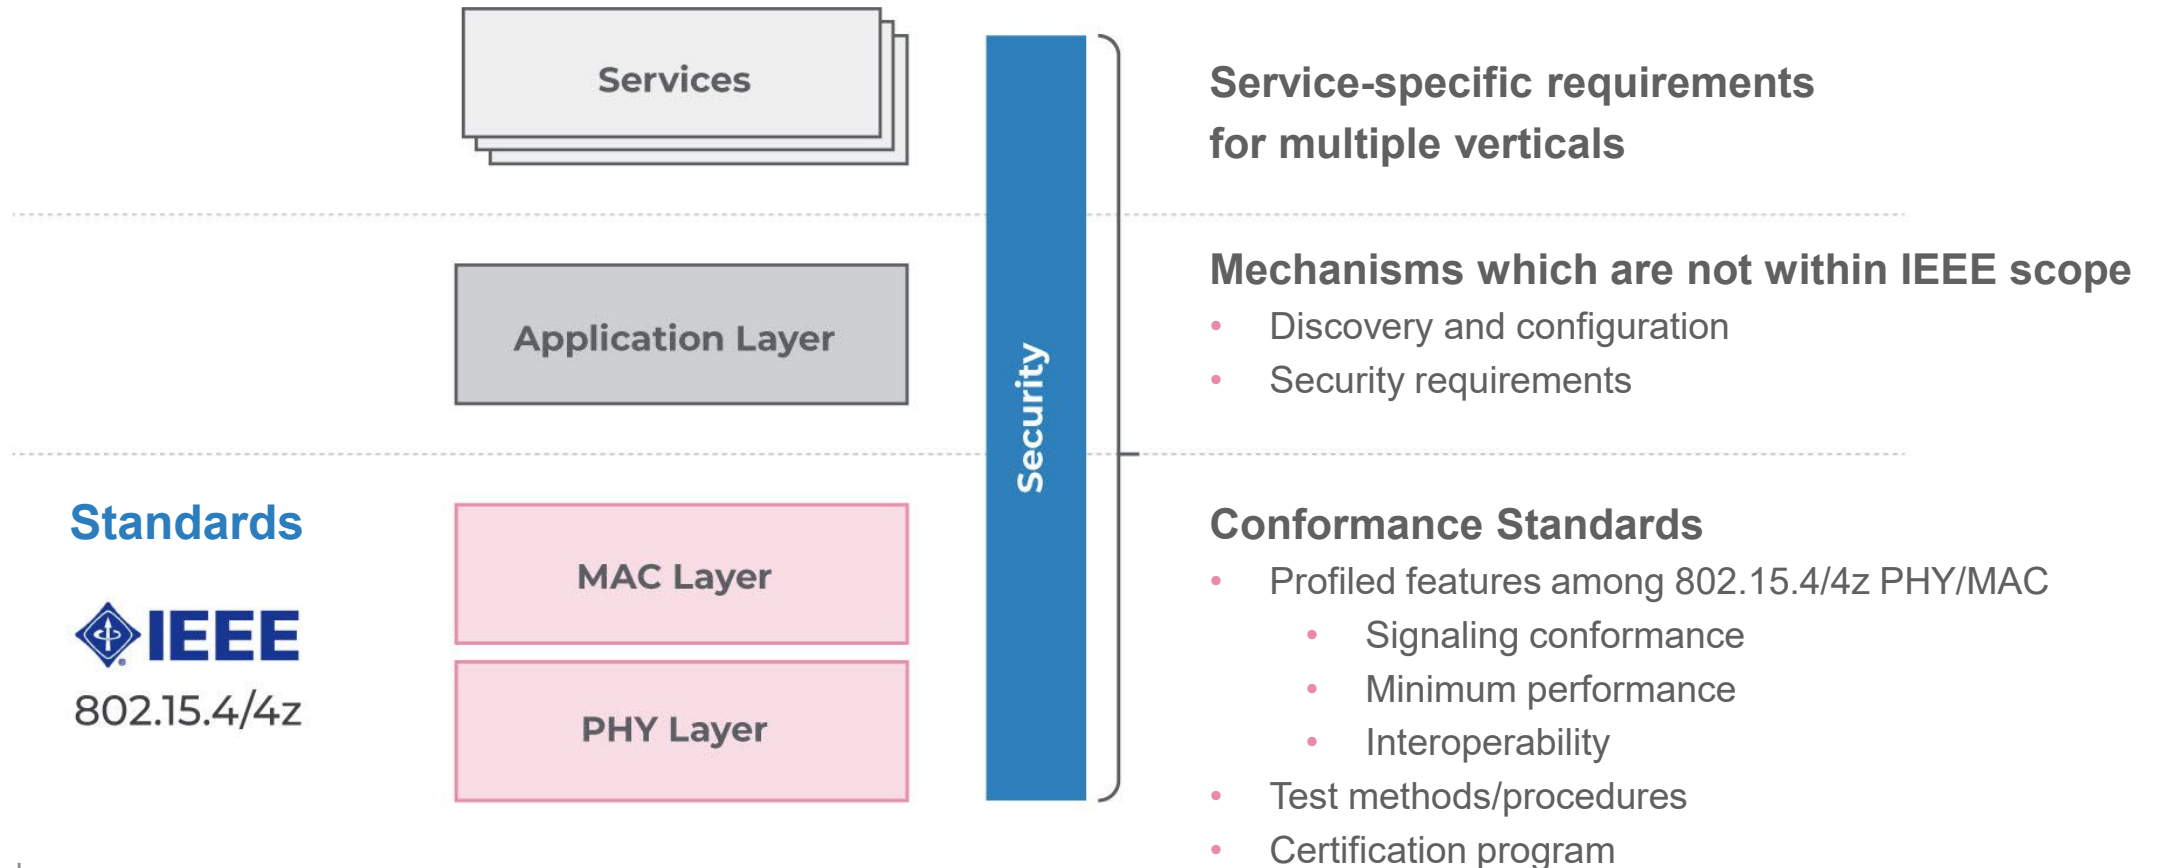 Services
Service-specific requirements
for multiple verticals
Application Layer
Mechanisms which are not within IEEE scope
• Discovery and configuration
• Security requirements
Security
Standards
IEEE
802.15.4/4z
MAC Layer
PHY Layer
Conformance Standards
• Profiled features among 802.15.4/4z PHY/MAC
• Signaling conformance
• Minimum performance
• Interoperability
• Test methods/procedures
• Certification program